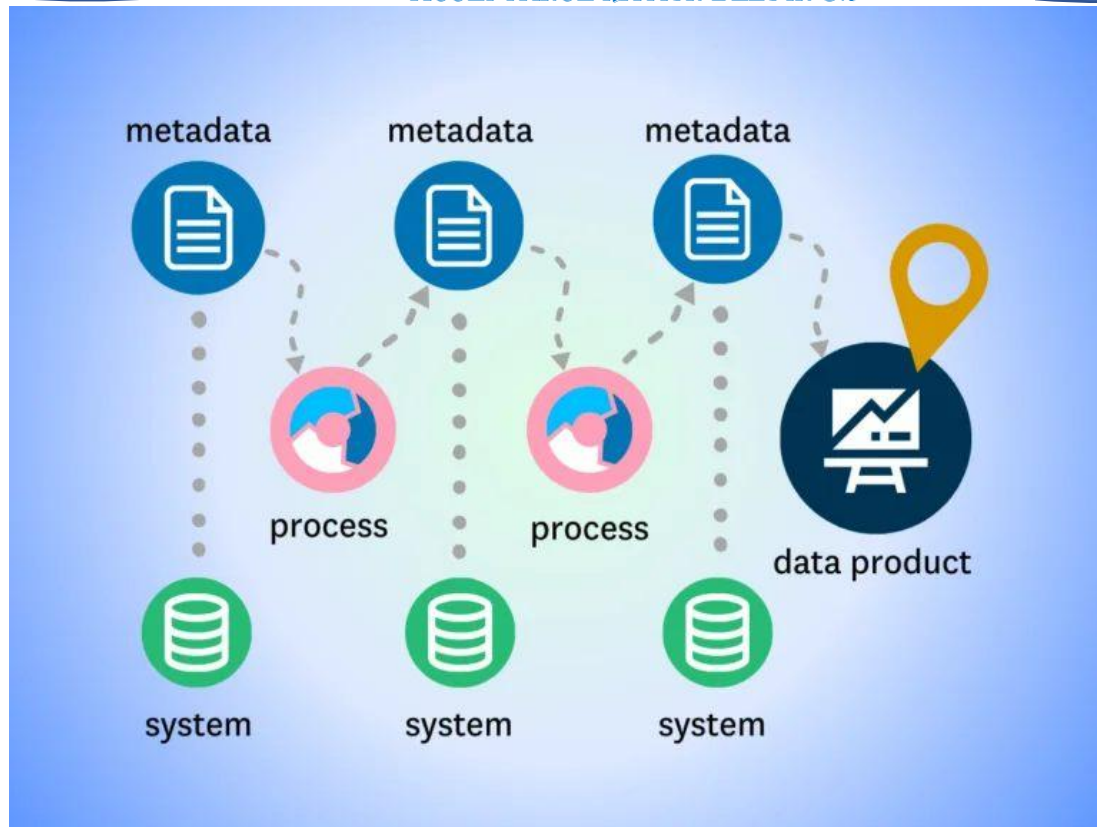 metadata
metadata
metadata
process
process
data product
system
system
system